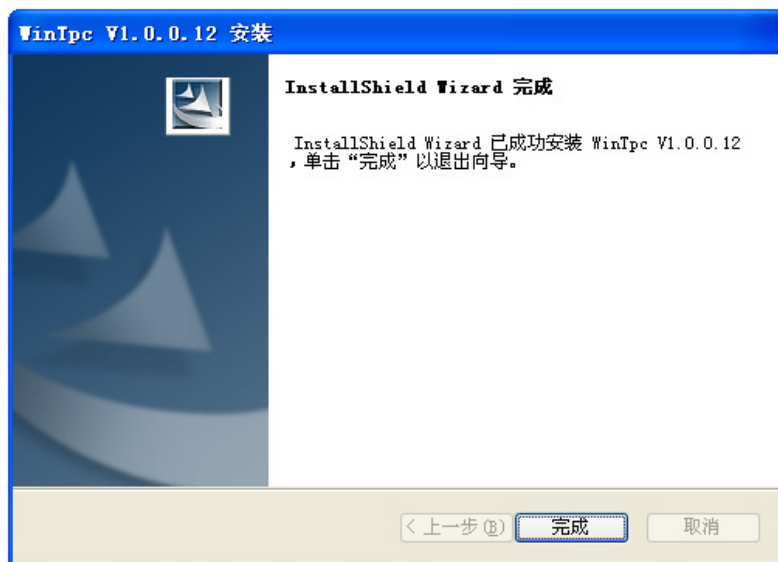 WinTpc V1.0.0.12 安装
InstallShield Wizard 完成
InstallShield Wizard 已成功安装 WinTpc V1.0.0.12
，单击“完成”以退出向导。
< 上一步(B) 完成 取消